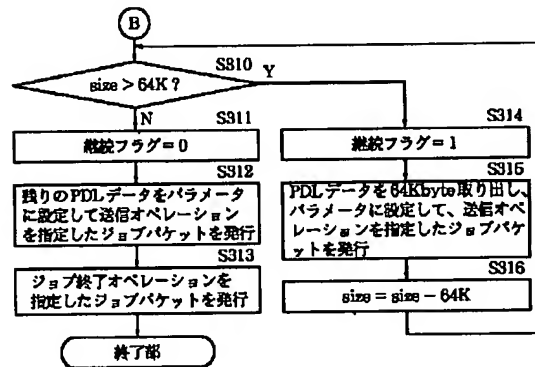 B
S310
size > 64K ?
Y
N
S311
継続フラグ= 0
S312
残りのPDLデータをパラメータ
に設定して送信オペレーション
を指定したジョブパケットを発行
S313
ジョブ終了オペレーションを
指定したジョブパケットを発行
終了部
S314
継続フラグ= 1
S315
PDLデータを64Kbyte取り出し、
パラメータに設定して、送信オペ
レーションを指定したジョブパケ
ットを発行
S316
size = size − 64K